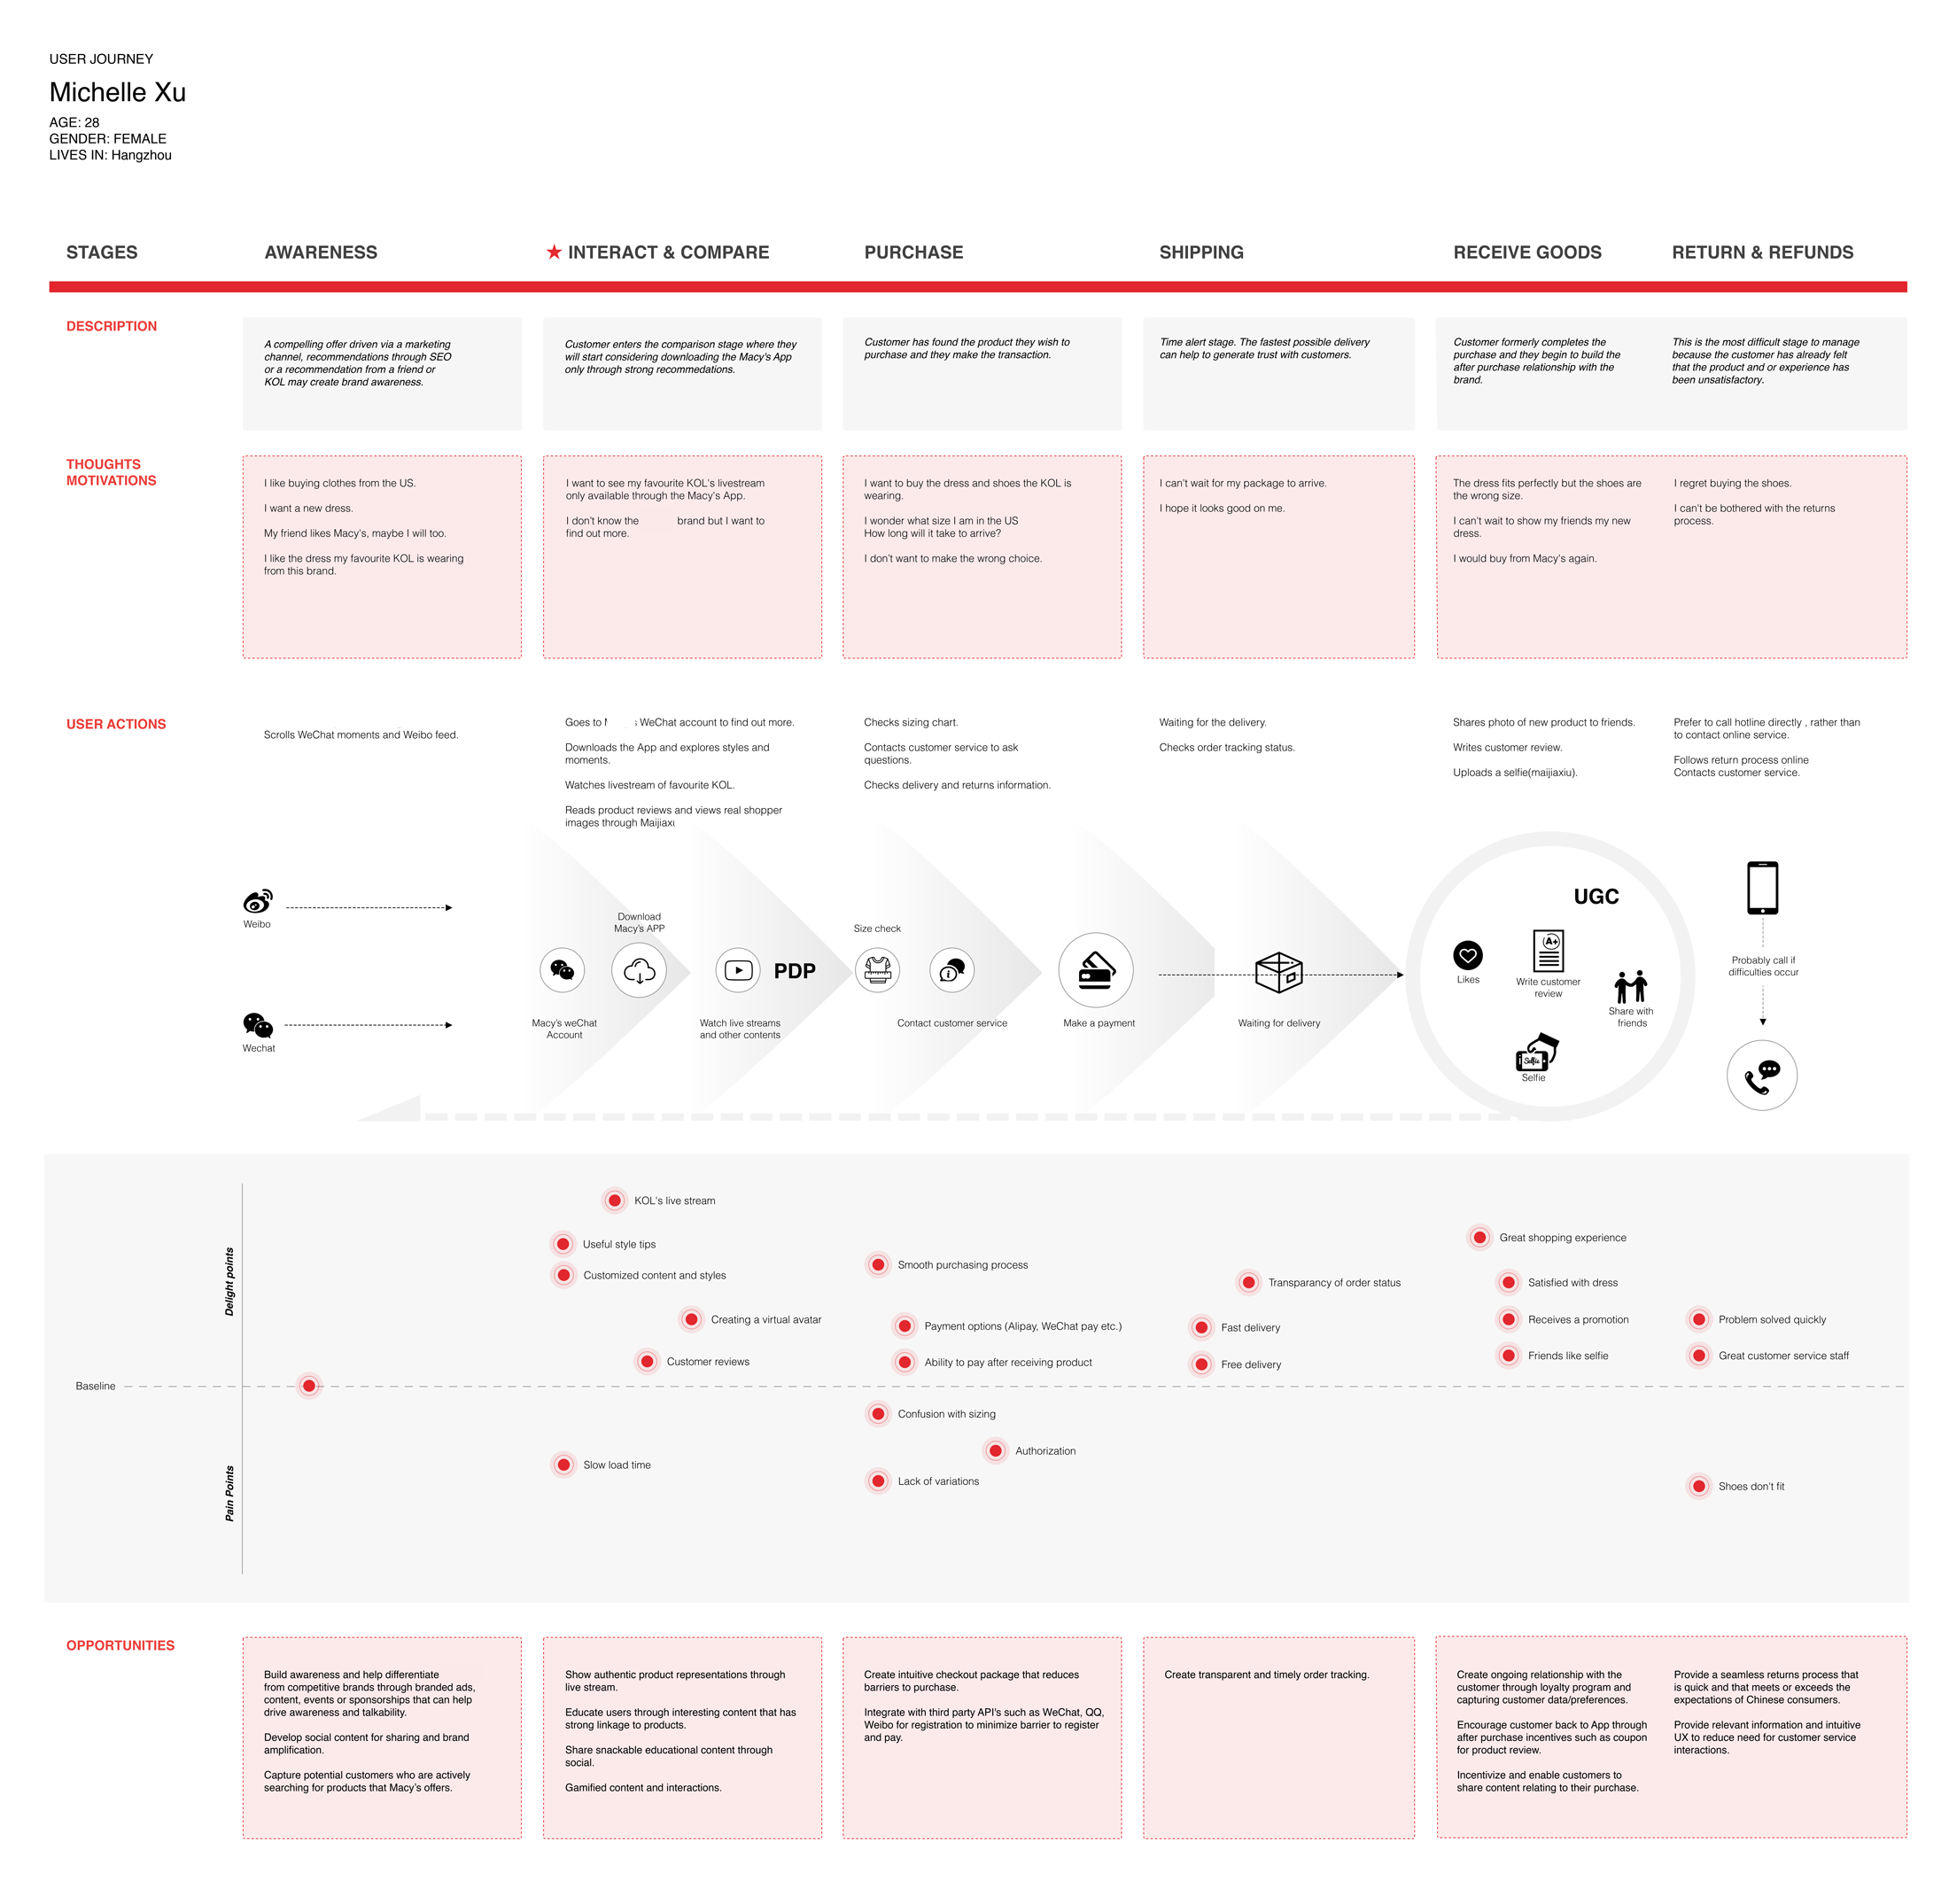 USER JOURNEY
Michelle Xu
AGE: 28
GENDER: FEMALE
LIVES IN: Hangzhou
STAGES
AWARENESS
★ INTERACT & COMPARE
PURCHASE
SHIPPING
RECEIVE GOODS
RETURN & REFUNDS
DESCRIPTION
A compelling offer driven via a marketing
channel, recommendations through SEO
or a recommendation from a friend or
KOL may create brand awareness.
Customer enters the comparison stage where they
will start considering downloading the Macy's App
only through strong recommedations.
Customer has found the product they wish to
purchase and they make the transaction.
Time alert stage. The fastest possible delivery
can help to generate trust with customers.
Customer formerly completes the
purchase and they begin to build the
after purchase relationship with the
brand.
This is the most difficult stage to manage
because the customer has already felt
that the product and or experience has
been unsatisfactory.
THOUGHTS
MOTIVATIONS
I like buying clothes from the US.
I want a new dress.
My friend likes Macy's, maybe I will too.
I like the dress my favourite KOL is wearing
from this brand.
I want to see my favourite KOL's livestream
only available through the Macy's App.
I don't know the brand but I want to
find out more.
I want to buy the dress and shoes the KOL is
wearing.
I wonder what size I am in the US
How long will it take to arrive?
I don't want to make the wrong choice.
I can't wait for my package to arrive.
I hope it looks good on me.
The dress fits perfectly but the shoes are
the wrong size.
I can't wait to show my friends my new
dress.
I would buy from Macy's again.
I regret buying the shoes.
I can't be bothered with the returns
process.
USER ACTIONS
Scrolls WeChat moments and Weibo feed.
Goes to WeChat account to find out more.
Downloads the App and explores styles and
moments.
Watches livestream of favourite KOL.
Reads product reviews and views real shopper
images through
Checks sizing chart.
Contacts customer service to ask
questions.
Checks delivery and returns information.
Waiting for the delivery.
Checks order tracking status.
Shares photo of new product to friends.
Writes customer review.
Uploads a selfie(maijiaxiu).
Prefer to call hotline directly , rather than
to contact online service.
Follows return process online
Contacts customer service.
Weibo
Wechat
Download
Macy's APP
Macy's weChat
Account
PDP
Watch live streams
and other contents
Size check
Contact customer service
Make a payment
Waiting for delivery
UGC
Likes
A+
Write customer
review
Share with
friends
Selfie
Selfie
Probably call if
difficulties occur
Delight points
Pain Points
Baseline
KOL's live stream
Useful style tips
Customized content and styles
Creating a virtual avatar
Customer reviews
Slow load time
Smooth purchasing process
Payment options (Alipay, WeChat pay etc.)
Ability to pay after receiving product
Confusion with sizing
Authorization
Lack of variations
Transparancy of order status
Fast delivery
Free delivery
Great shopping experience
Satisfied with dress
Receives a promotion
Friends like selfie
Problem solved quickly
Great customer service staff
Shoes don't fit
OPPORTUNITIES
Build awareness and help differentiate
from competitive brands through branded ads,
content, events or sponsorships that can help
drive awareness and talkability.
Develop social content for sharing and brand
amplification.
Capture potential customers who are actively
searching for products that Macy's offers.
Show authentic product representations through
live stream.
Educate users through interesting content that has
strong linkage to products.
Share snackable educational content through
social.
Gamified content and interactions.
Create intuitive checkout package that reduces
barriers to purchase.
Integrate with third party API's such as WeChat, QQ,
Weibo for registration to minimize barrier to register
and pay.
Create transparent and timely order tracking.
Create ongoing relationship with the
customer through loyalty program and
capturing customer data/preferences.
Encourage customer back to App through
after purchase incentives such as coupon
for product review.
Incentivize and enable customers to
share content relating to their purchase.
Provide a seamless returns process that
is quick and that meets or exceeds the
expectations of Chinese consumers.
Provide relevant information and intuitive
UX to reduce need for customer service
interactions.